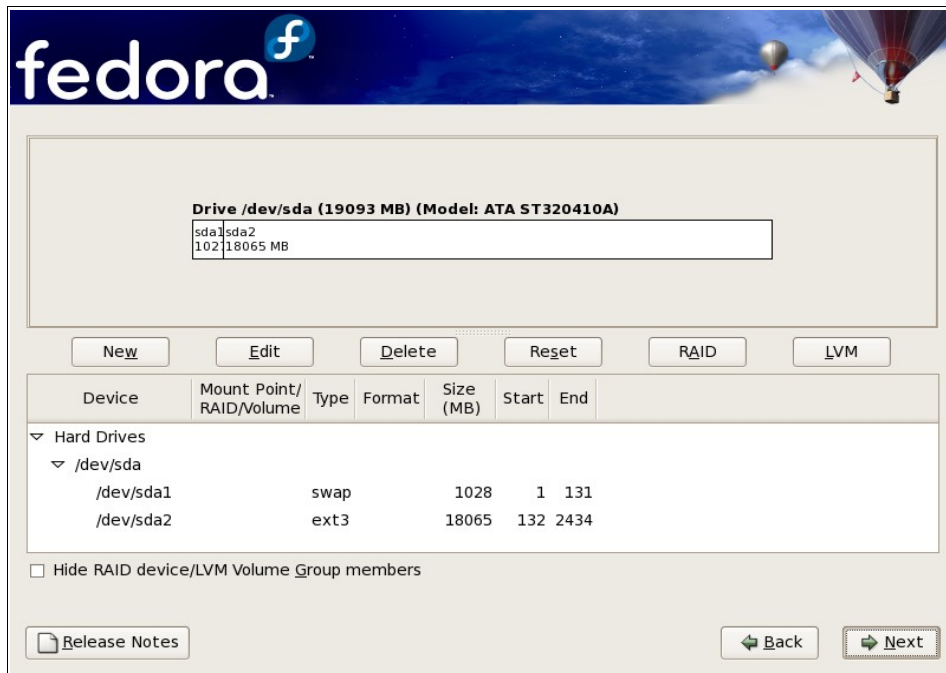 fedora
Drive /dev/sda (19093 MB) (Model: ATA ST320410A)
sda1 sda2
1027 18065 MB
New Edit Delete Reset RAID LVM
Device Mount Point/ RAID/Volume Type Format Size (MB) Start End
Hard Drives
/dev/sda
/dev/sda1 swap 1028 1 131
/dev/sda2 ext3 18065 132 2434
Hide RAID device/LVM Volume Group members
Release Notes Back Next